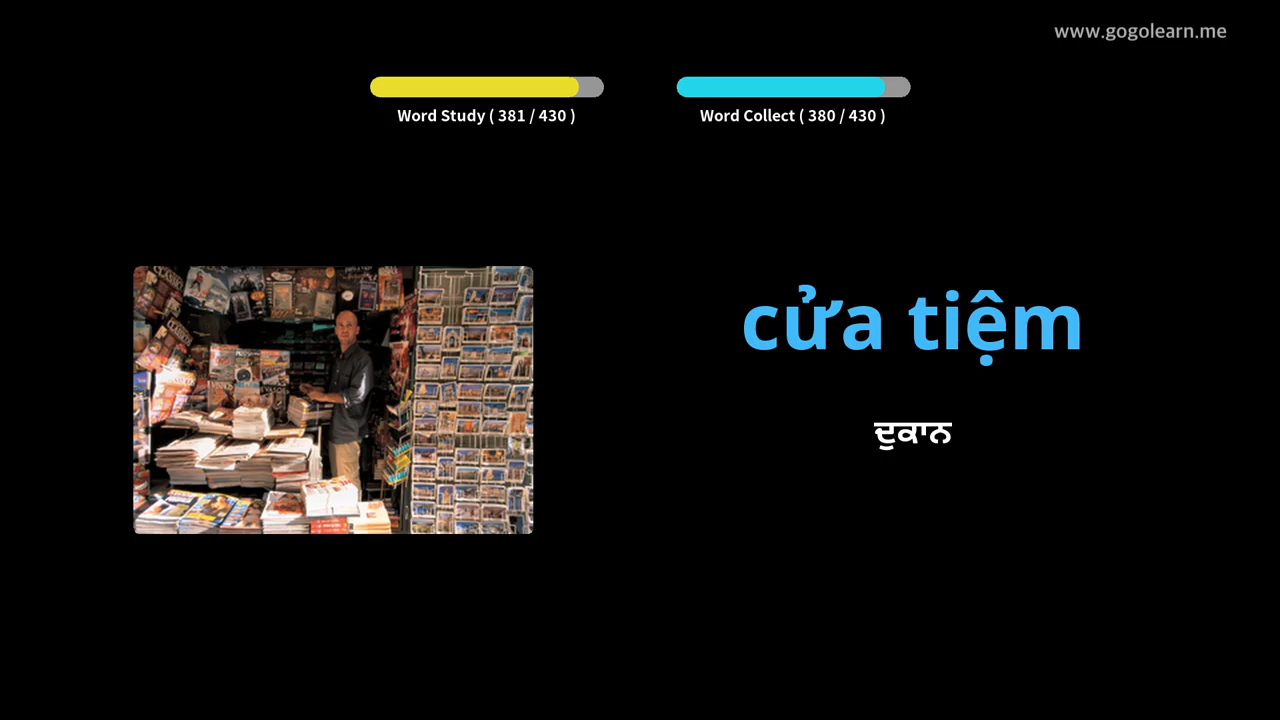 www.gogolearn.me
Word Study ( 381 / 430 )
Word Collect ( 380 / 430 )
cửa tiệm
ਦੁਕਾਨ